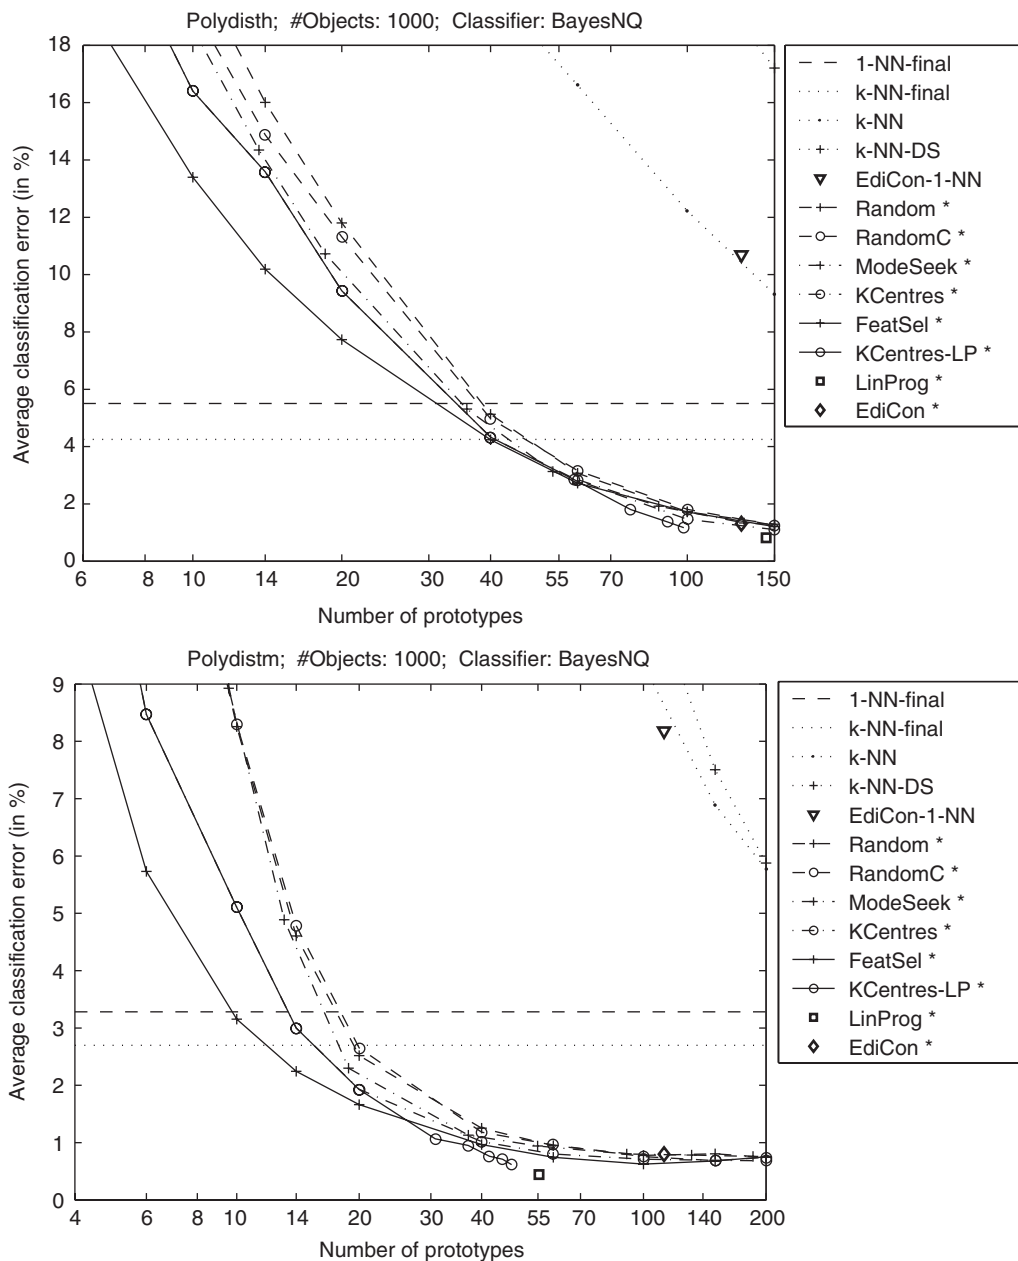 Polydisth; #Objects: 1000; Classifier: BayesNQ
18
16
14
12
10
8
6
4
2
0
Average classification error (in %)
6 8 10 14 20 30 40 55 70 100 150
Number of prototypes
1-NN-final
k-NN-final
k-NN
k-NN-DS
EdiCon-1-NN
Random *
RandomC *
ModeSeek *
KCentres *
FeatSel *
KCentres-LP *
LinProg *
EdiCon *
Polydistm; #Objects: 1000; Classifier: BayesNQ
9
8
7
6
5
4
3
2
1
0
Average classification error (in %)
4 6 10 14 20 30 40 55 70 100 140 200
Number of prototypes
1-NN-final
k-NN-final
k-NN
k-NN-DS
EdiCon-1-NN
Random *
RandomC *
ModeSeek *
KCentres *
FeatSel *
KCentres-LP *
LinProg *
EdiCon *